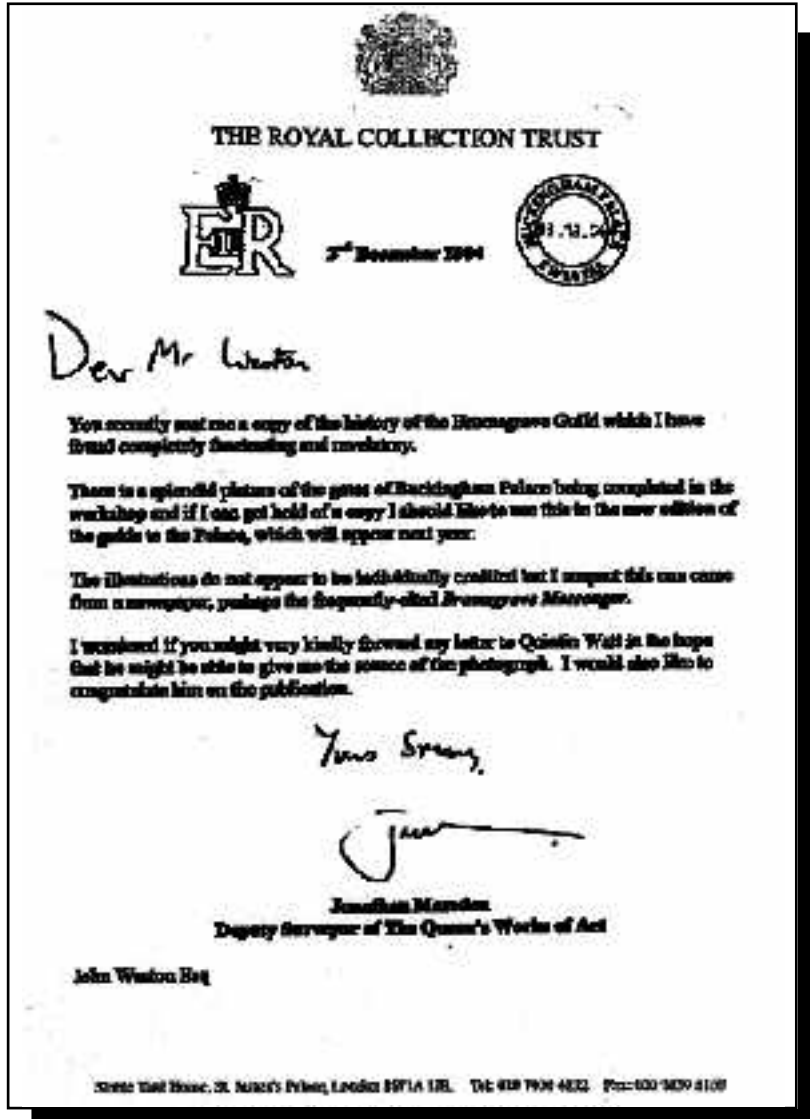 THE ROYAL COLLECTION TRUST
E II R
BUCKINGHAM PALACE
December 2004
Dear Mr Weston
You recently sent me a copy of the history of the Bromsgrove Guild which I have
found completely fascinating and revelatory.
There is a splendid picture of the gates of Buckingham Palace being completed in the
workshop and if I can get hold of a copy I should like to use this in the new edition of
the guide to the Palace, which will appear next year.
The illustrations do not appear to be individually credited but I suspect this one came
from a newspaper, perhaps the frequently-cited Bromsgrove Messenger.
I wondered if you might very kindly forward my letter to Quintin Watt in the hope
that he might be able to give me the source of the photograph. I would also like to
congratulate him on the publication.
Yours
Jonathan Marsden
Deputy Surveyor of The Queen's Works of Art
John Weston Esq
Stable Yard House, St. James's Palace, London SW1A Tel: Fax: